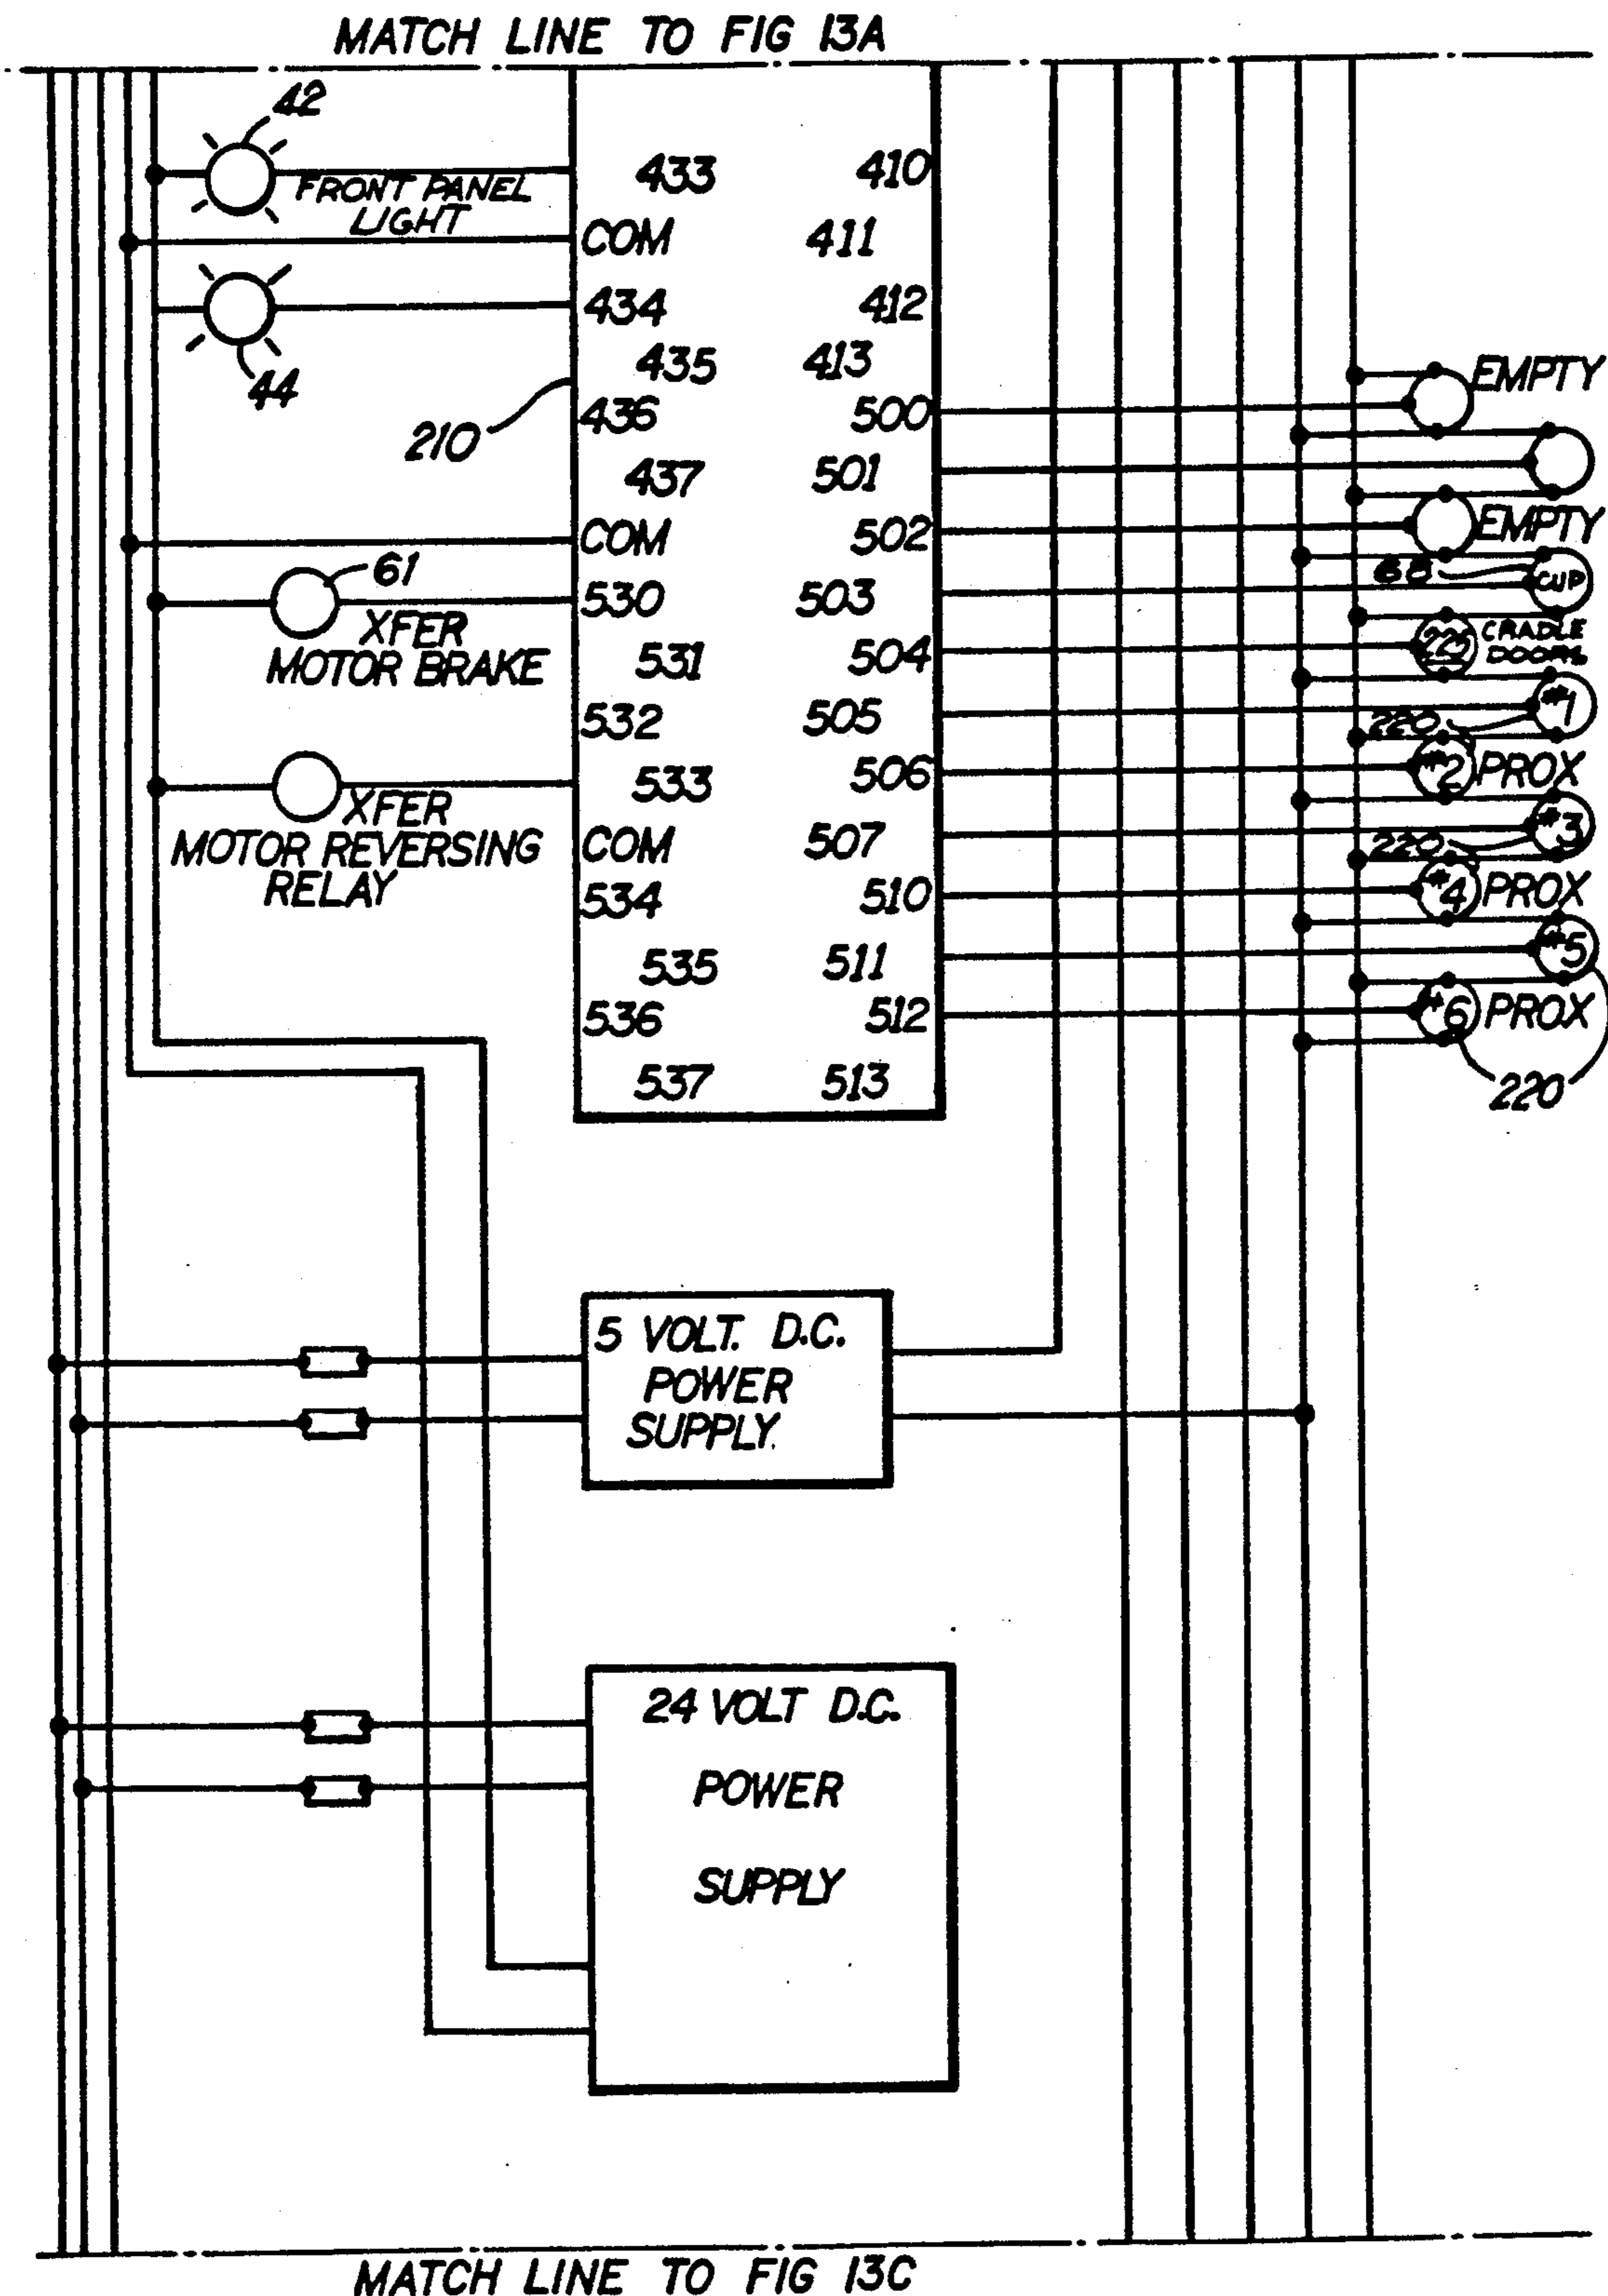 MATCH LINE TO FIG 13A
42
433 410
FRONT PANEL
LIGHT
COM 411
434 412
44
435 413
EMPTY
210
436 500
437 501
COM 502
EMPTY
61
68
CUP
530 503
XFER
MOTOR BRAKE
531 504
225
CRADLE
DOORS
532 505
220
#1
533 506
#2 PROX
XFER
MOTOR REVERSING
RELAY
COM 507
220
#3
534 510
#4 PROX
535 511
#5
536 512
#6 PROX
537 513
220
5 VOLT. D.C.
POWER
SUPPLY.
24 VOLT D.C.
POWER
SUPPLY
MATCH LINE TO FIG 13C